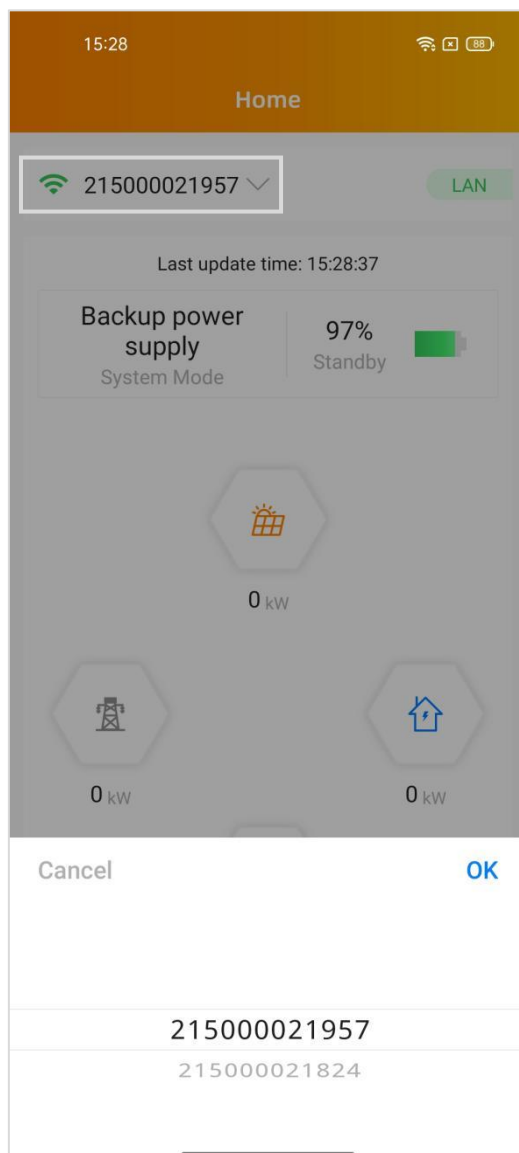 15:28 88
Home
215000021957 LAN
Last update time: 15:28:37
Backup power
supply
System Mode
97%
Standby
0 kW
0 kW 0 kW
Cancel OK
215000021957
215000021824